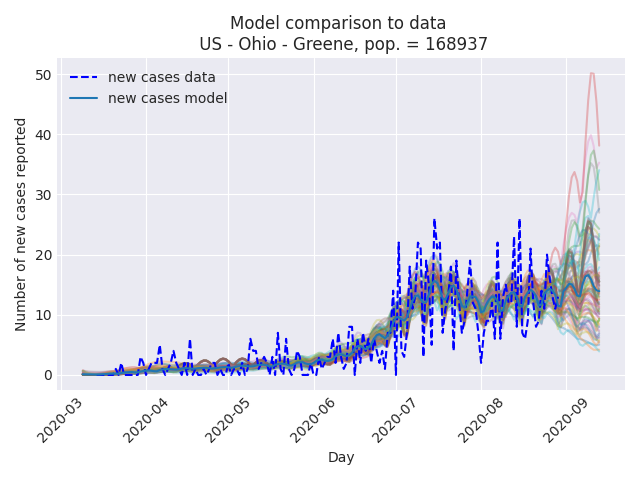 Model comparison to data
US - Ohio - Greene, pop. = 168937
new cases data
new cases model
Number of new cases reported
50
40
30
20
10
0
2020-03
2020-04
2020-05
2020-06
2020-07
2020-08
2020-09
Day